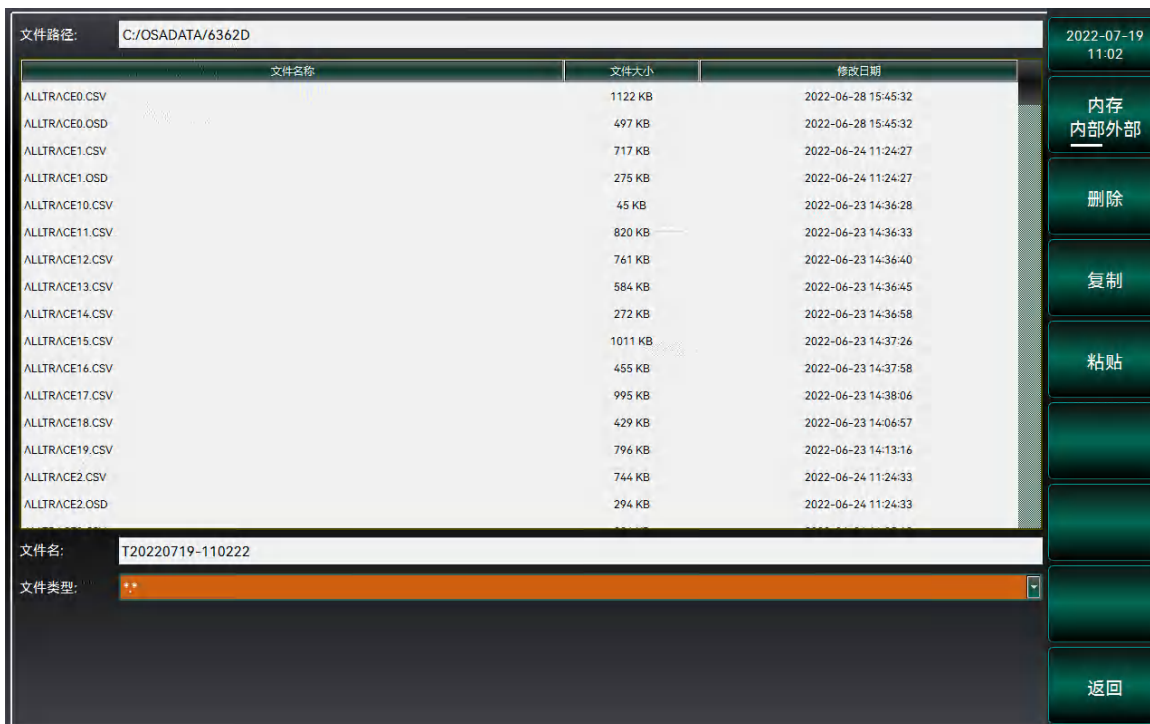 文件路径: C:/OSADATA/6362D
2022-07-19
11:02
文件名称 文件大小 修改日期
ALLTRACE0.CSV 1122 KB 2022-06-28 15:45:32
ALLTRACE0.OSD 497 KB 2022-06-28 15:45:32
ALLTRACE1.CSV 717 KB 2022-06-24 11:24:27
ALLTRACE1.OSD 275 KB 2022-06-24 11:24:27
ALLTRACE10.CSV 45 KB 2022-06-23 14:36:28
ALLTRACE11.CSV 820 KB 2022-06-23 14:36:33
ALLTRACE12.CSV 761 KB 2022-06-23 14:36:40
ALLTRACE13.CSV 584 KB 2022-06-23 14:36:45
ALLTRACE14.CSV 272 KB 2022-06-23 14:36:58
ALLTRACE15.CSV 1011 KB 2022-06-23 14:37:26
ALLTRACE16.CSV 455 KB 2022-06-23 14:37:58
ALLTRACE17.CSV 995 KB 2022-06-23 14:38:06
ALLTRACE18.CSV 429 KB 2022-06-23 14:06:57
ALLTRACE19.CSV 796 KB 2022-06-23 14:13:16
ALLTRACE2.CSV 744 KB 2022-06-24 11:24:33
ALLTRACE2.OSD 294 KB 2022-06-24 11:24:33
文件名: T20220719-110222
文件类型: *.*
内存
内部外部
删除
复制
粘贴
返回